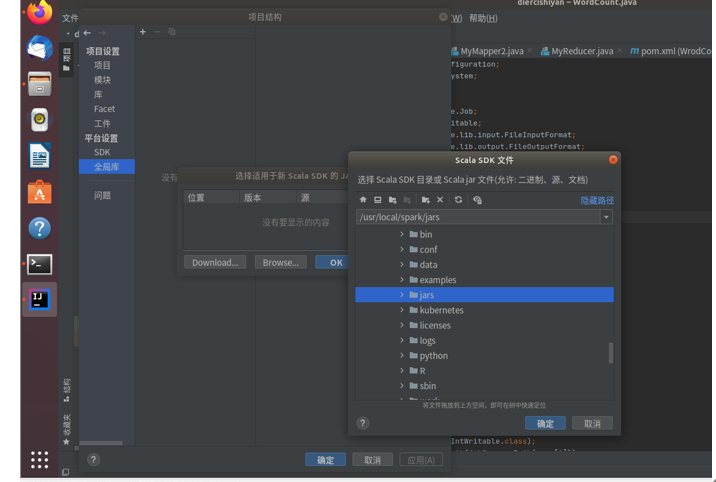 diercishiyan – WordCount.java
文件
项目结构
(W) 帮助(H)
项目
MyMapper2.java
MyReducer.java
pom.xml (WrodCo
项目设置
项目
模块
库
Facet
工件
平台设置
SDK
全局库
问题
figuration;
ystem;
e.Job;
itable;
e.lib.input.FileInputFormat;
e.lib.output.FileOutputFormat;
没有
选择适用于新 Scala SDK 的 JA
位置
版本
源
没有要显示的内容
Download...
Browse...
OK
Scala SDK 文件
选择 Scala SDK 目录或 Scala jar 文件(允许: 二进制、源、文档)
隐藏路径
/usr/local/spark/jars
bin
conf
data
examples
jars
kubernetes
licenses
logs
python
R
sbin
work
将文件拖放到上方空间，即可在树中快速定位
?
确定
取消
结构
收藏夹
IntWritable.class);
?
确定
取消
应用(A)